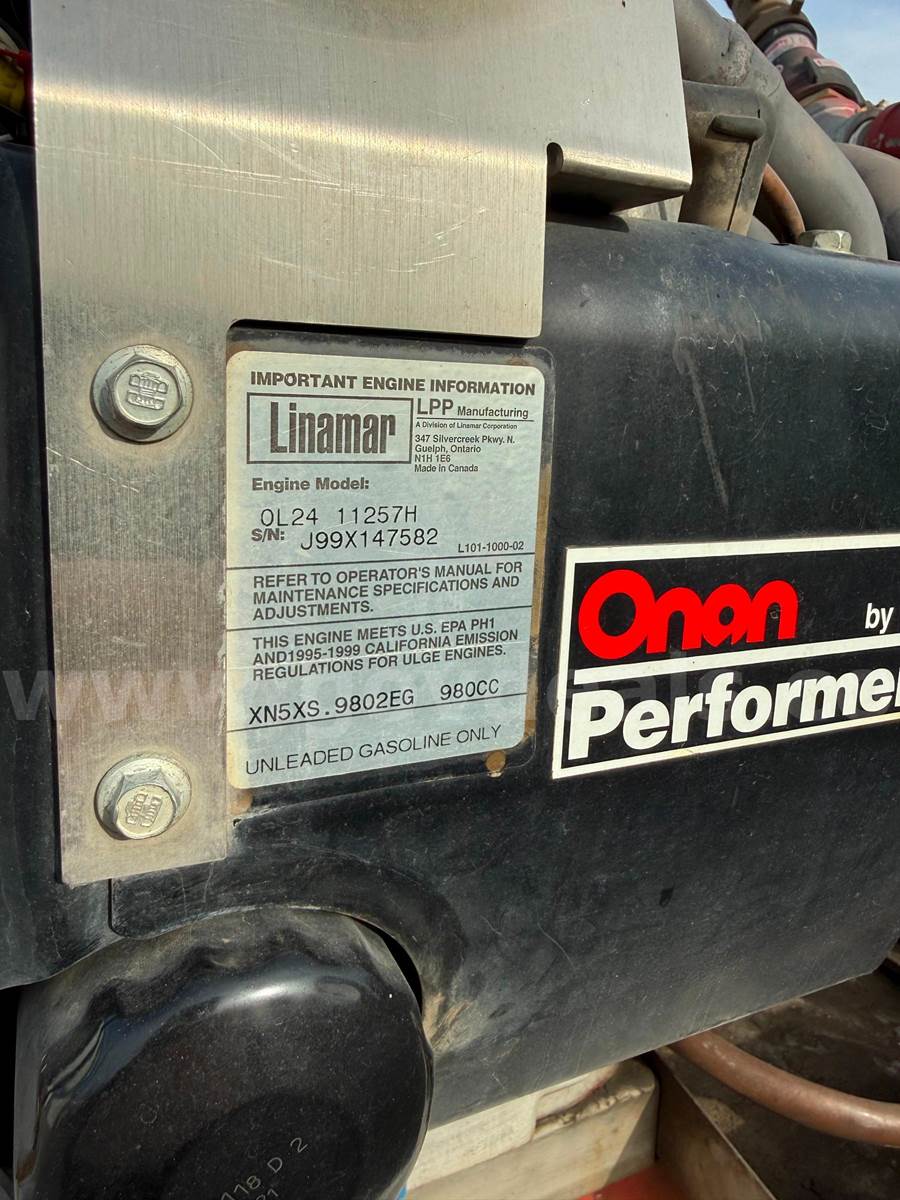 IMPORTANT ENGINE INFORMATION
Linamar
LPP Manufacturing
A Division of Linamar Corporation
347 Silvercreek Pkwy. N.
Guelph, Ontario
N1H 1E6
Made in Canada
Engine Model:
OL24 11257H
S/N: J99X147582
L101-1000-02
REFER TO OPERATOR'S MANUAL FOR
MAINTENANCE SPECIFICATIONS AND
ADJUSTMENTS.
THIS ENGINE MEETS U.S. EPA PH1
AND1995-1999 CALIFORNIA EMISSION
REGULATIONS FOR ULGE ENGINES.
XN5XS.9802EG 980CC
UNLEADED GASOLINE ONLY
Onan by
Performe
118 D 2